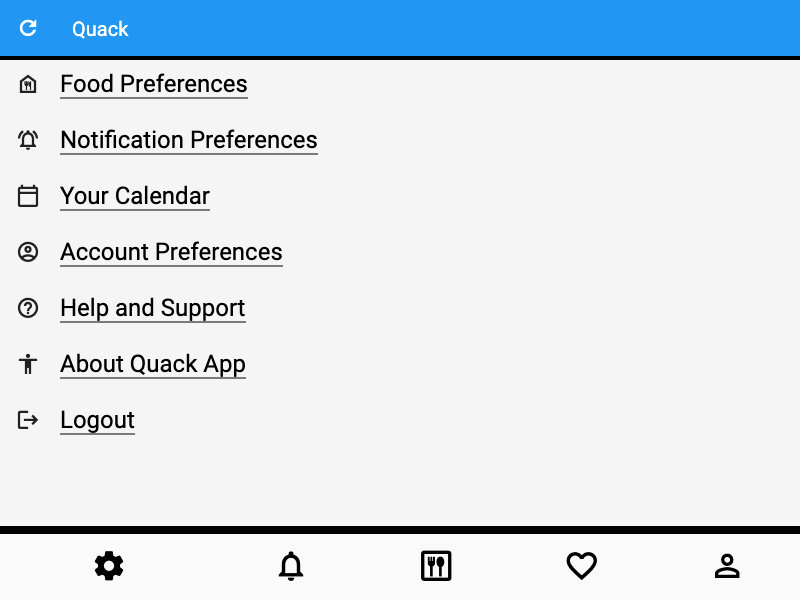 Quack
Food Preferences
Notification Preferences
Your Calendar
Account Preferences
Help and Support
About Quack App
Logout